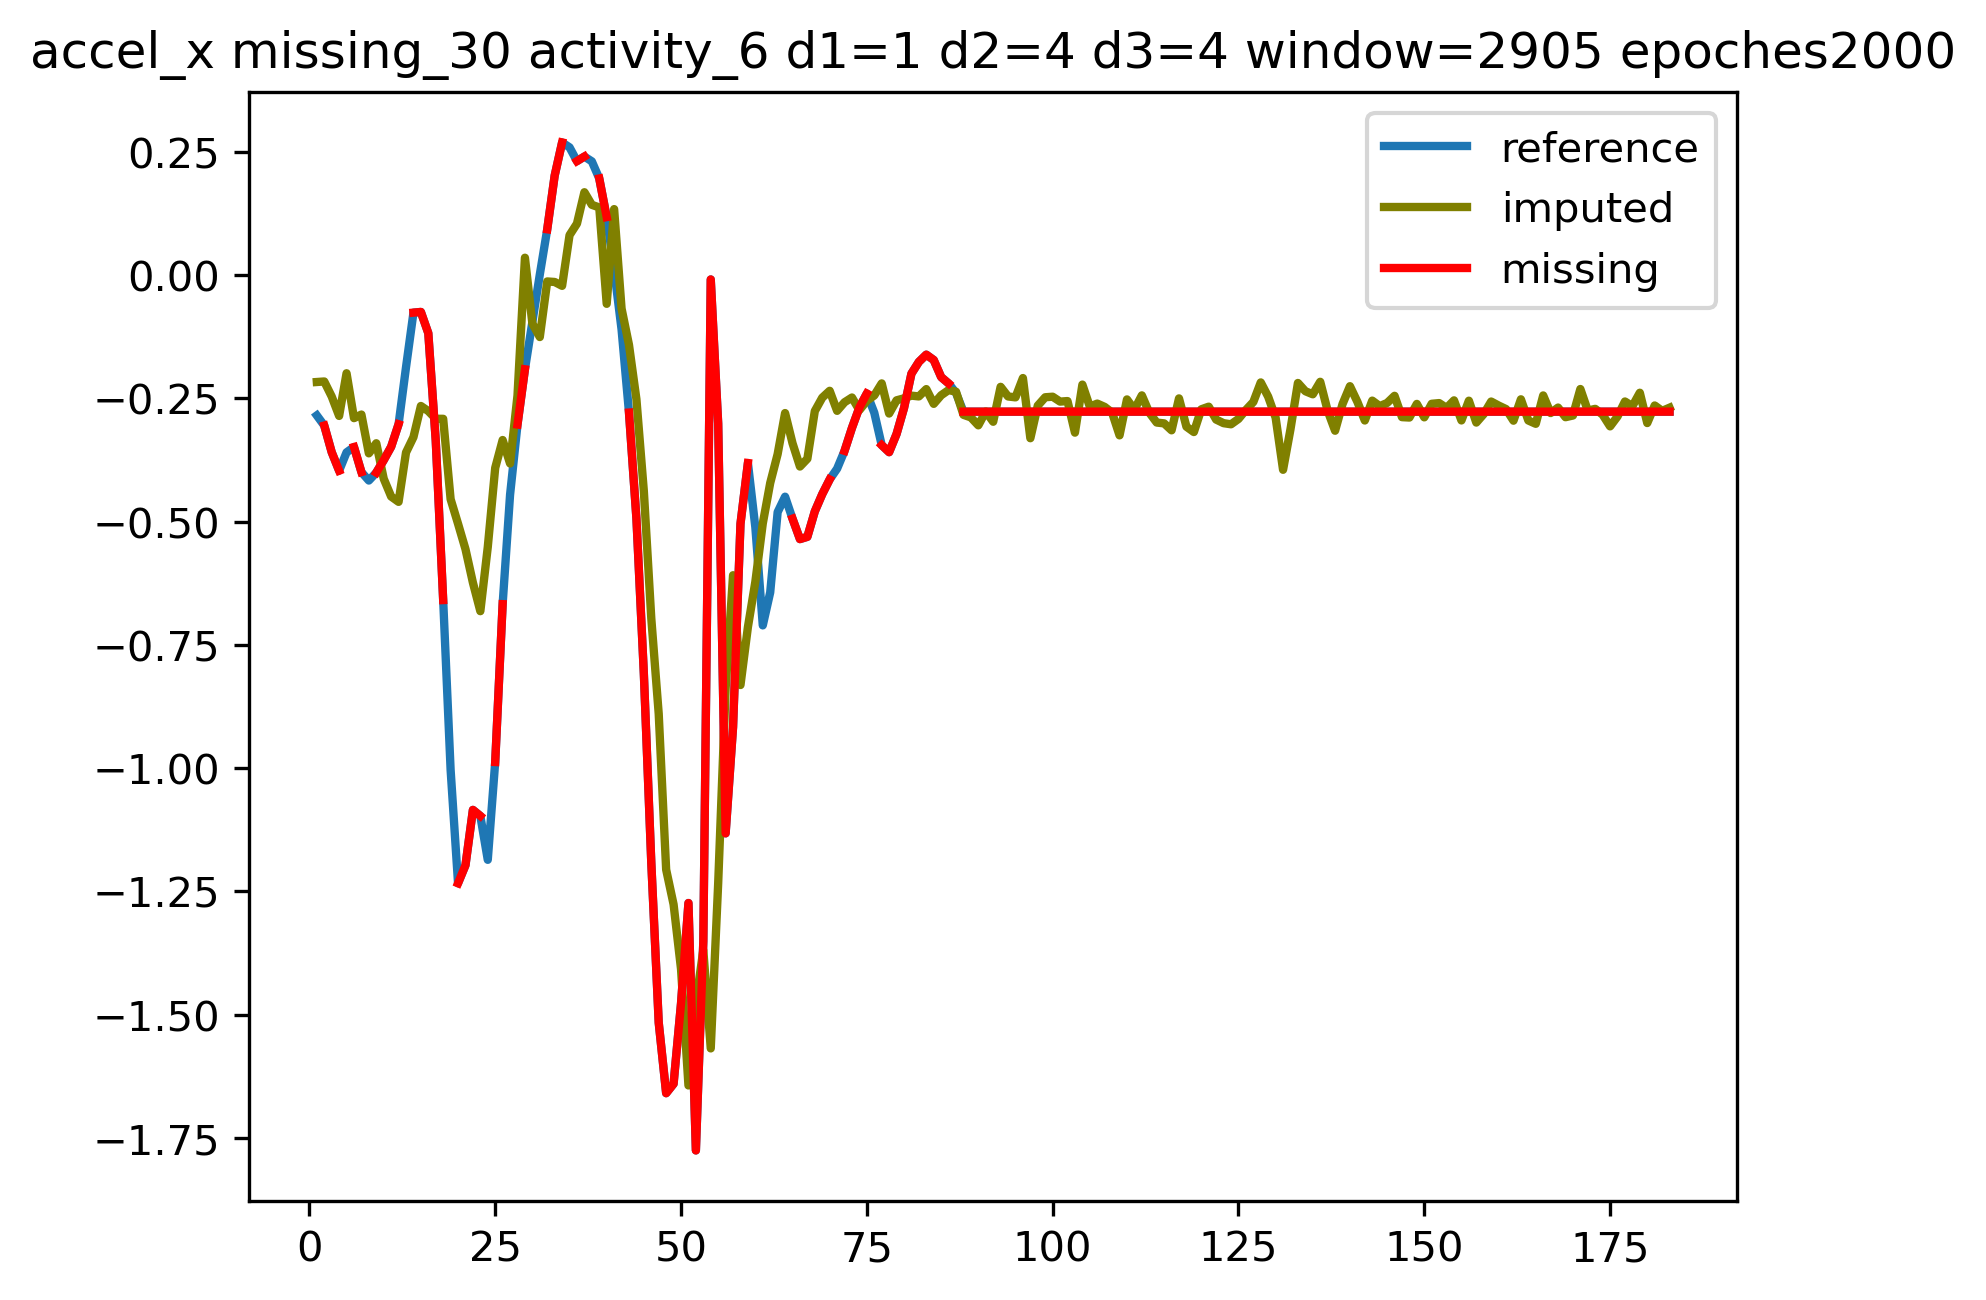 accel_x missing_30 activity_6 d1=1 d2=4 d3=4 window=2905 epoches2000
reference
imputed
missing
0.25
0.00
−0.25
−0.50
−0.75
−1.00
−1.25
−1.50
−1.75
0 25 50 75 100 125 150 175